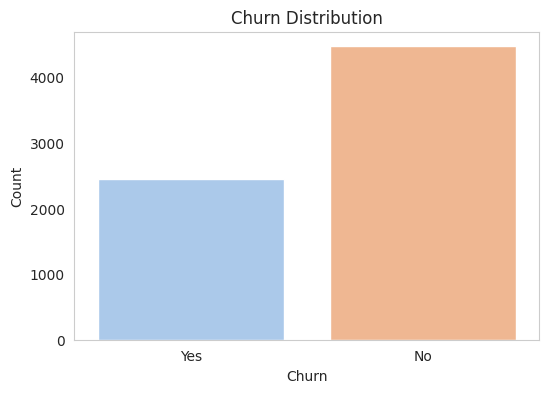 Churn Distribution
4000
3000
2000
1000
0
Count
Yes
No
Churn